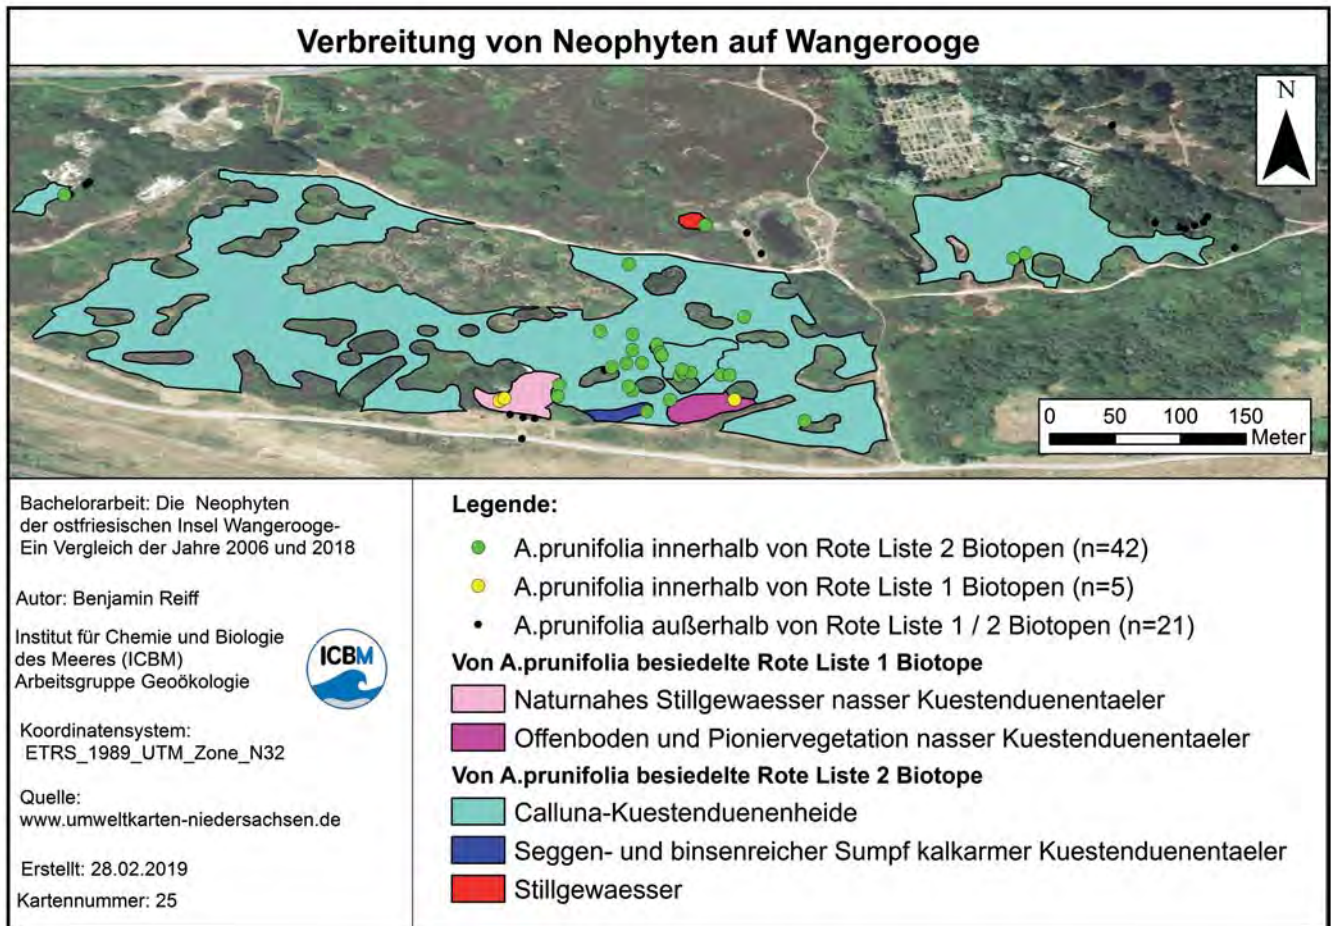 Verbreitung von Neophyten auf Wangerooge
N
0 50 100 150
Meter
Bachelorarbeit: Die Neophyten
der ostfriesischen Insel Wangerooge-
Ein Vergleich der Jahre 2006 und 2018
Autor: Benjamin Reiff
Institut für Chemie und Biologie
des Meeres (ICBM)
Arbeitsgruppe Geoökologie
ICBM
Koordinatensystem:
ETRS_1989_UTM_Zone_N32
Quelle:
www.umweltkarten-niedersachsen.de
Erstellt: 28.02.2019
Kartennummer: 25
Legende:
A.prunifolia innerhalb von Rote Liste 2 Biotopen (n=42)
A.prunifolia innerhalb von Rote Liste 1 Biotopen (n=5)
A.prunifolia außerhalb von Rote Liste 1 / 2 Biotopen (n=21)
Von A.prunifolia besiedelte Rote Liste 1 Biotope
Naturnahes Stillgewaesser nasser Kuestenduenentaeler
Offenboden und Pioniervegetation nasser Kuestenduenentaeler
Von A.prunifolia besiedelte Rote Liste 2 Biotope
Calluna-Kuestenduenenheide
Seggen- und binsenreicher Sumpf kalkarmer Kuestenduenentaeler
Stillgewaesser